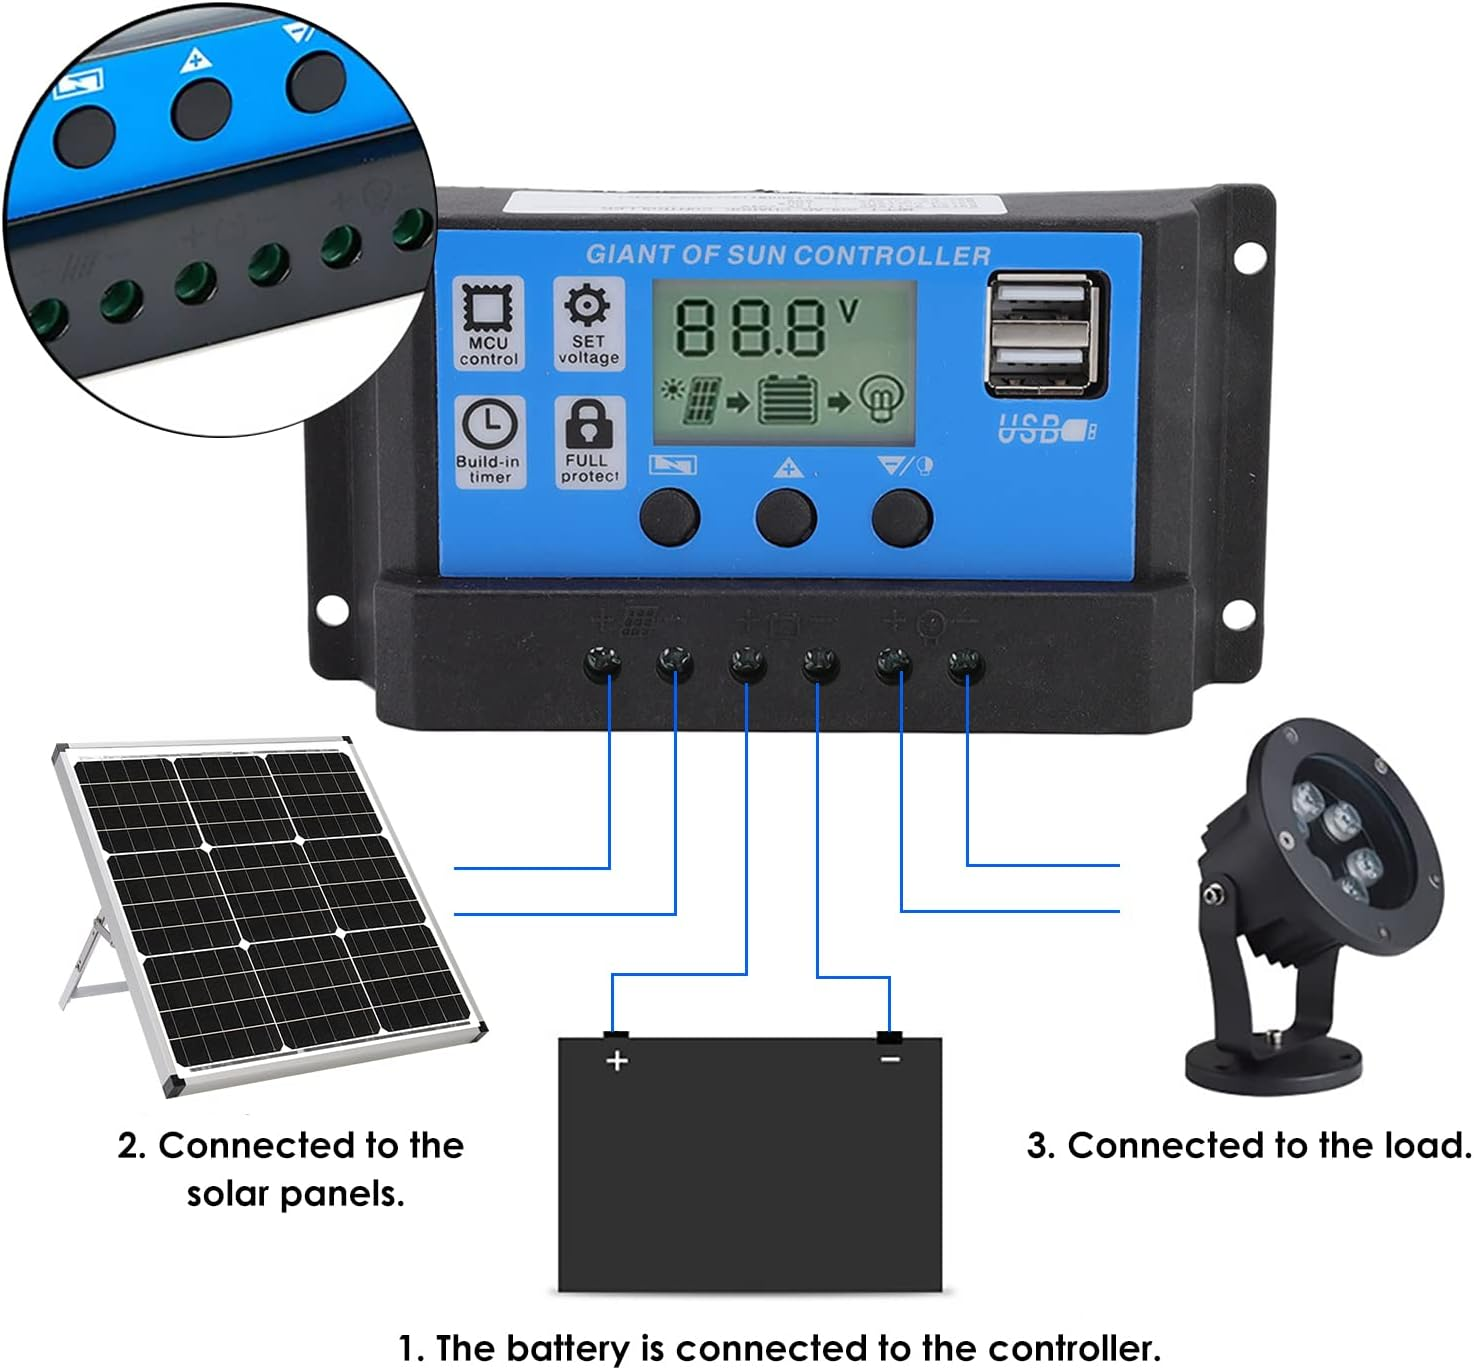 GIANT OF SUN CONTROLLER
MCU
control
SET
voltage
Build-in
timer
FULL
protect
88.8 V
USB
+ −
2. Connected to the
solar panels.
3. Connected to the load.
1. The battery is connected to the controller.